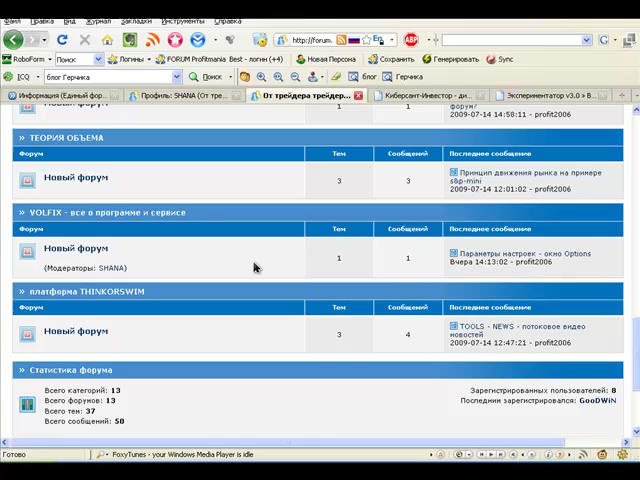 Файл Правка Вид Журнал Закладки Инструменты Справка
http://forum. En ABP
RoboForm Поиск Логины FORUM Profitmania Best - логин (+4) Новая Персона Сохранить Генерировать Sync
ICQ блог Герчика Поиск блог Герчика
Информация (Единый фор... Профиль: SHANA (От тре... От трейдера трейдер... Киберсант-Инвестор - ди... Экспериментатор v3.0 » В...
Новый форум 1 1 форум?
2009-07-14 14:58:11 - profit2006
» ТЕОРИЯ ОБЪЕМА
Форум Тем Сообщений Последнее сообщение
Новый форум 3 3 Принцип движения рынка на примере
s&p-mini
2009-07-14 12:01:02 - profit2006
» VOLFIX - все о программе и сервисе
Форум Тем Сообщений Последнее сообщение
Новый форум 1 1 Параметры настроек - окно Options
(Модераторы: SHANA) Вчера 14:13:02 - profit2006
» платформа THINKORSWIM
Форум Тем Сообщений Последнее сообщение
Новый форум 3 4 TOOLS - NEWS - потоковое видео
новостей
2009-07-14 12:47:21 - profit2006
» Статистика форума
Всего категорий: 13 Зарегистрированных пользователей: 8
Всего форумов: 13 Последним зарегистрировался: GooDWiN
Всего тем: 37
Всего сообщений: 50
Готово FoxyTunes - your Windows Media Player is idle